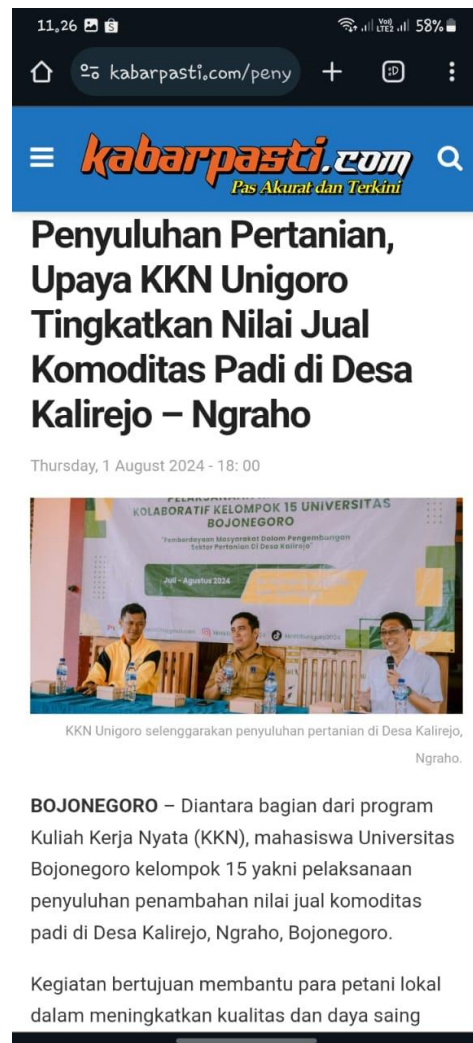 11,26
Vo))
LTE2
58%
kabarpasti.com/peny
kabarpasti.com
Pas Akurat dan Terkini
Penyuluhan Pertanian,
Upaya KKN Unigoro
Tingkatkan Nilai Jual
Komoditas Padi di Desa
Kalirejo – Ngraho
Thursday, 1 August 2024 - 18: 00
PELAKSANAAN
KOLABORATIF KELOMPOK 15 UNIVERSITAS
BOJONEGORO
"Pemberdayaan Masyarakat Dalam Pengembangan
Sektor Pertanian Di Desa Kalirejo"
Juli - Agustus 2024
KKN Unigoro selenggarakan penyuluhan pertanian di Desa Kalirejo,
Ngraho.
BOJONEGORO – Diantara bagian dari program
Kuliah Kerja Nyata (KKN), mahasiswa Universitas
Bojonegoro kelompok 15 yakni pelaksanaan
penyuluhan penambahan nilai jual komoditas
padi di Desa Kalirejo, Ngraho, Bojonegoro.
Kegiatan bertujuan membantu para petani lokal
dalam meningkatkan kualitas dan daya saing